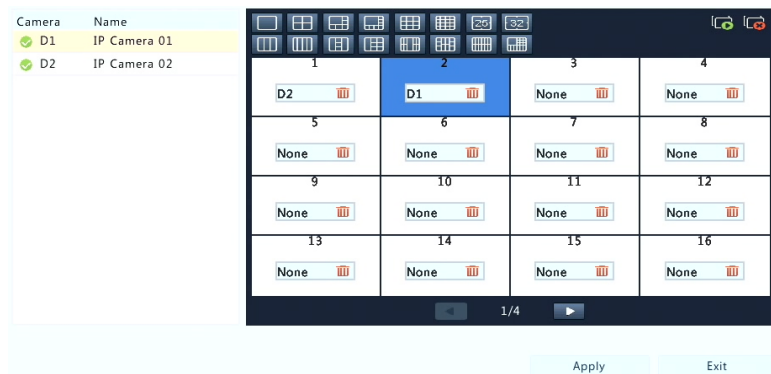 Camera Name
D1 IP Camera 01
D2 IP Camera 02
25 32
1 2 3 4
D2 D1 None None
5 6 7 8
None None None None
9 10 11 12
None None None None
13 14 15 16
None None None None
1/4
Apply Exit